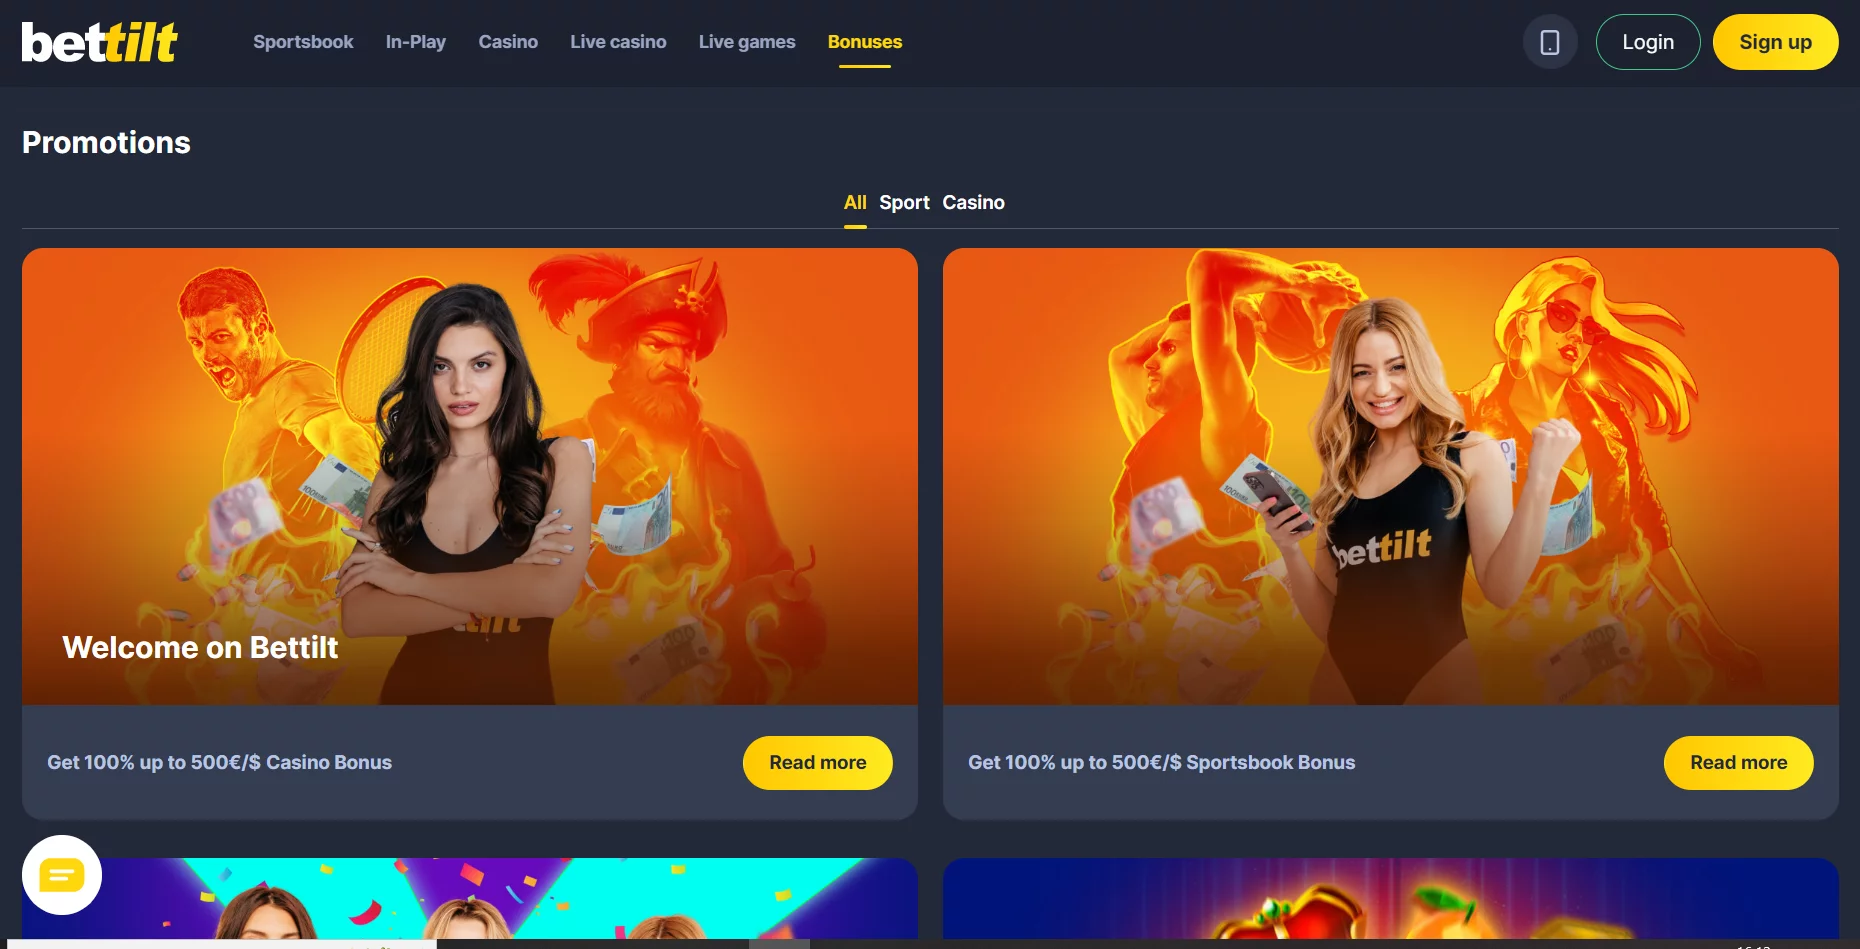 bettilt
Sportsbook In-Play Casino Live casino Live games Bonuses
Login Sign up
Promotions
All Sport Casino
bettilt
Welcome on Bettilt
Get 100% up to 500€/$ Casino Bonus
Read more
Get 100% up to 500€/$ Sportsbook Bonus
Read more